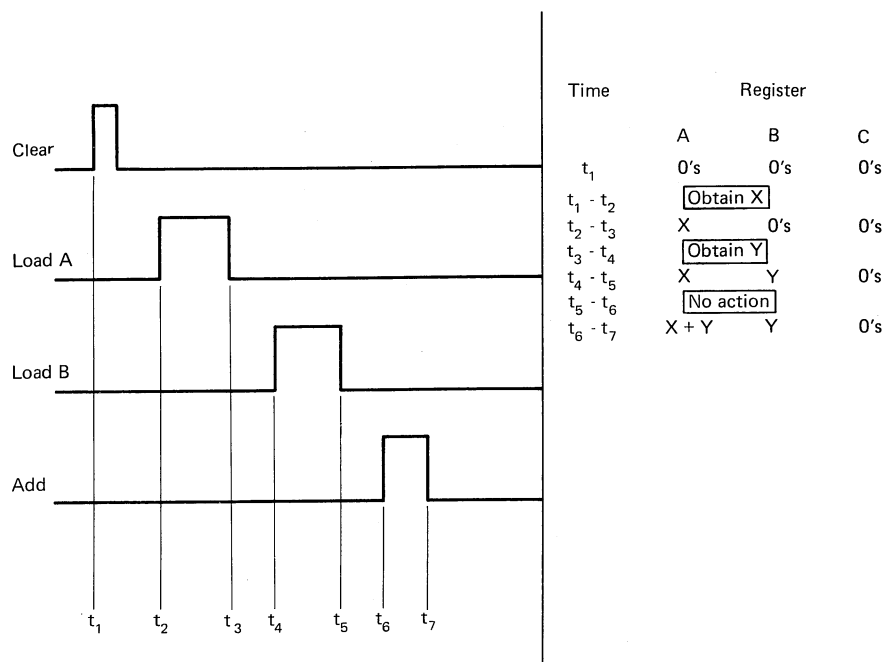 Clear
Load A
Load B
Add
t1 t2 t3 t4 t5 t6 t7
Time Register
A B C
t1 0's 0's 0's
t1 - t2 Obtain X
t2 - t3 X 0's 0's
t3 - t4 Obtain Y
t4 - t5 X Y 0's
t5 - t6 No action
t6 - t7 X + Y Y 0's